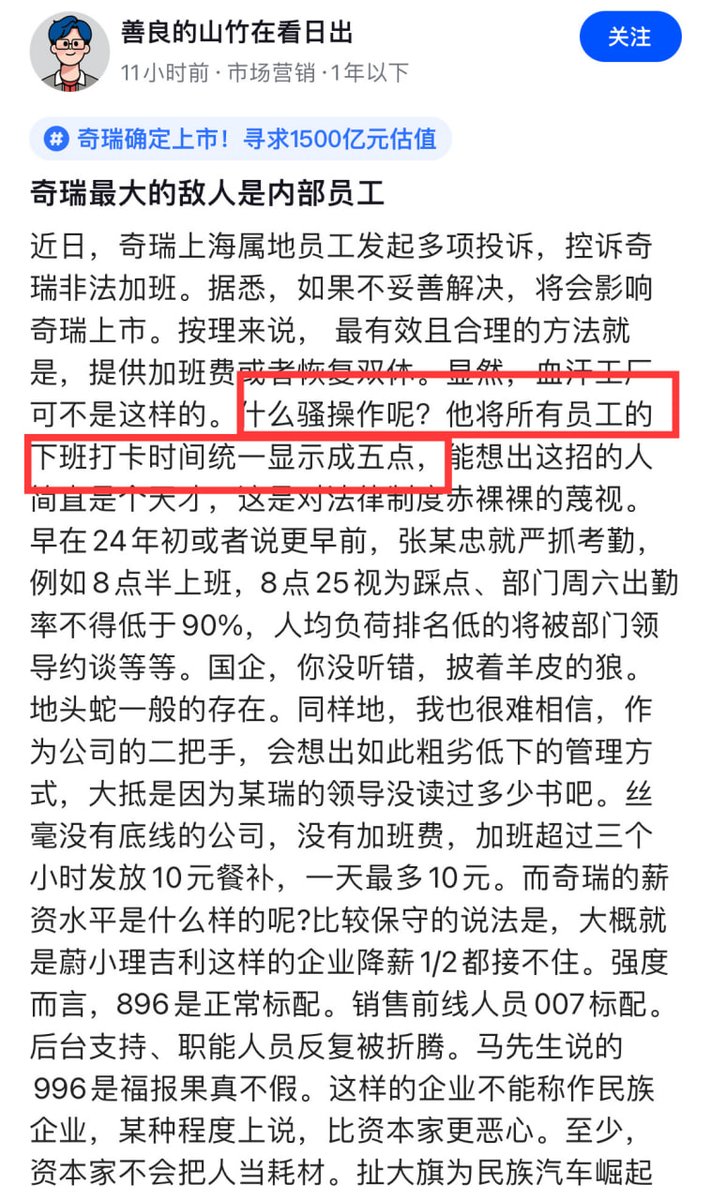 善良的山竹在看日出
11小时前·市场营销·1年以下
关注
# 奇瑞确定上市！寻求1500亿元估值
奇瑞最大的敌人是内部员工
近日，奇瑞上海属地员工发起多项投诉，控诉奇
瑞非法加班。据悉，如果不妥善解决，将会影响
奇瑞上市。按理来说， 最有效且合理的方法就
是，提供加班费或者恢复双休。显然，血汗工厂
可不是这样的。什么骚操作呢？他将所有员工的
下班打卡时间统一显示成五点，能想出这招的人
简直是个天才，这是对法律制度赤裸裸的蔑视。
早在24年初或者说更早前，张某忠就严抓考勤，
例如8点半上班，8点25视为踩点、部门周六出勤
率不得低于90%，人均负荷排名低的将被部门领
导约谈等等。国企，你没听错，披着羊皮的狼。
地头蛇一般的存在。同样地，我也很难相信，作
为公司的二把手，会想出如此粗劣低下的管理方
式，大抵是因为某瑞的领导没读过多少书吧。丝
毫没有底线的公司，没有加班费，加班超过三个
小时发放10元餐补，一天最多10元。而奇瑞的薪
资水平是什么样的呢?比较保守的说法是，大概就
是蔚小理吉利这样的企业降薪1/2都接不住。强度
而言，896是正常标配。销售前线人员007标配。
后台支持、职能人员反复被折腾。马先生说的
996是福报果真不假。这样的企业不能称作民族
企业，某种程度上说，比资本家更恶心。至少，
资本家不会把人当耗材。扯大旗为民族汽车崛起